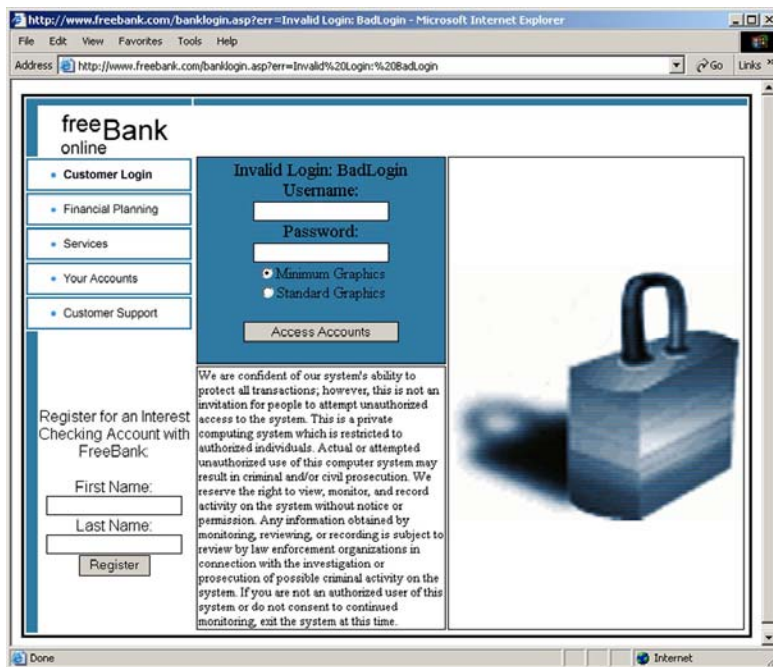 http://www.freebank.com/banklogin.asp?err=Invalid Login: BadLogin - Microsoft Internet Explorer
File Edit View Favorites Tools Help
Address http://www.freebank.com/banklogin.asp?err=Invalid%20Login:%20BadLogin Go Links
free Bank
online
Customer Login
Financial Planning
Services
Your Accounts
Customer Support
Register for an Interest
Checking Account with
FreeBank:
First Name:
Last Name:
Register
Invalid Login: BadLogin
Username:
Password:
Minimum Graphics
Standard Graphics
Access Accounts
We are confident of our system's ability to
protect all transactions; however, this is not an
invitation for people to attempt unauthorized
access to the system. This is a private
computing system which is restricted to
authorized individuals. Actual or attempted
unauthorized use of this computer system may
result in criminal and/or civil prosecution. We
reserve the right to view, monitor, and record
activity on the system without notice or
permission. Any information obtained by
monitoring, reviewing, or recording is subject to
review by law enforcement organizations in
connection with the investigation or
prosecution of possible criminal activity on the
system. If you are not an authorized user of this
system or do not consent to continued
monitoring, exit the system at this time.
Done Internet